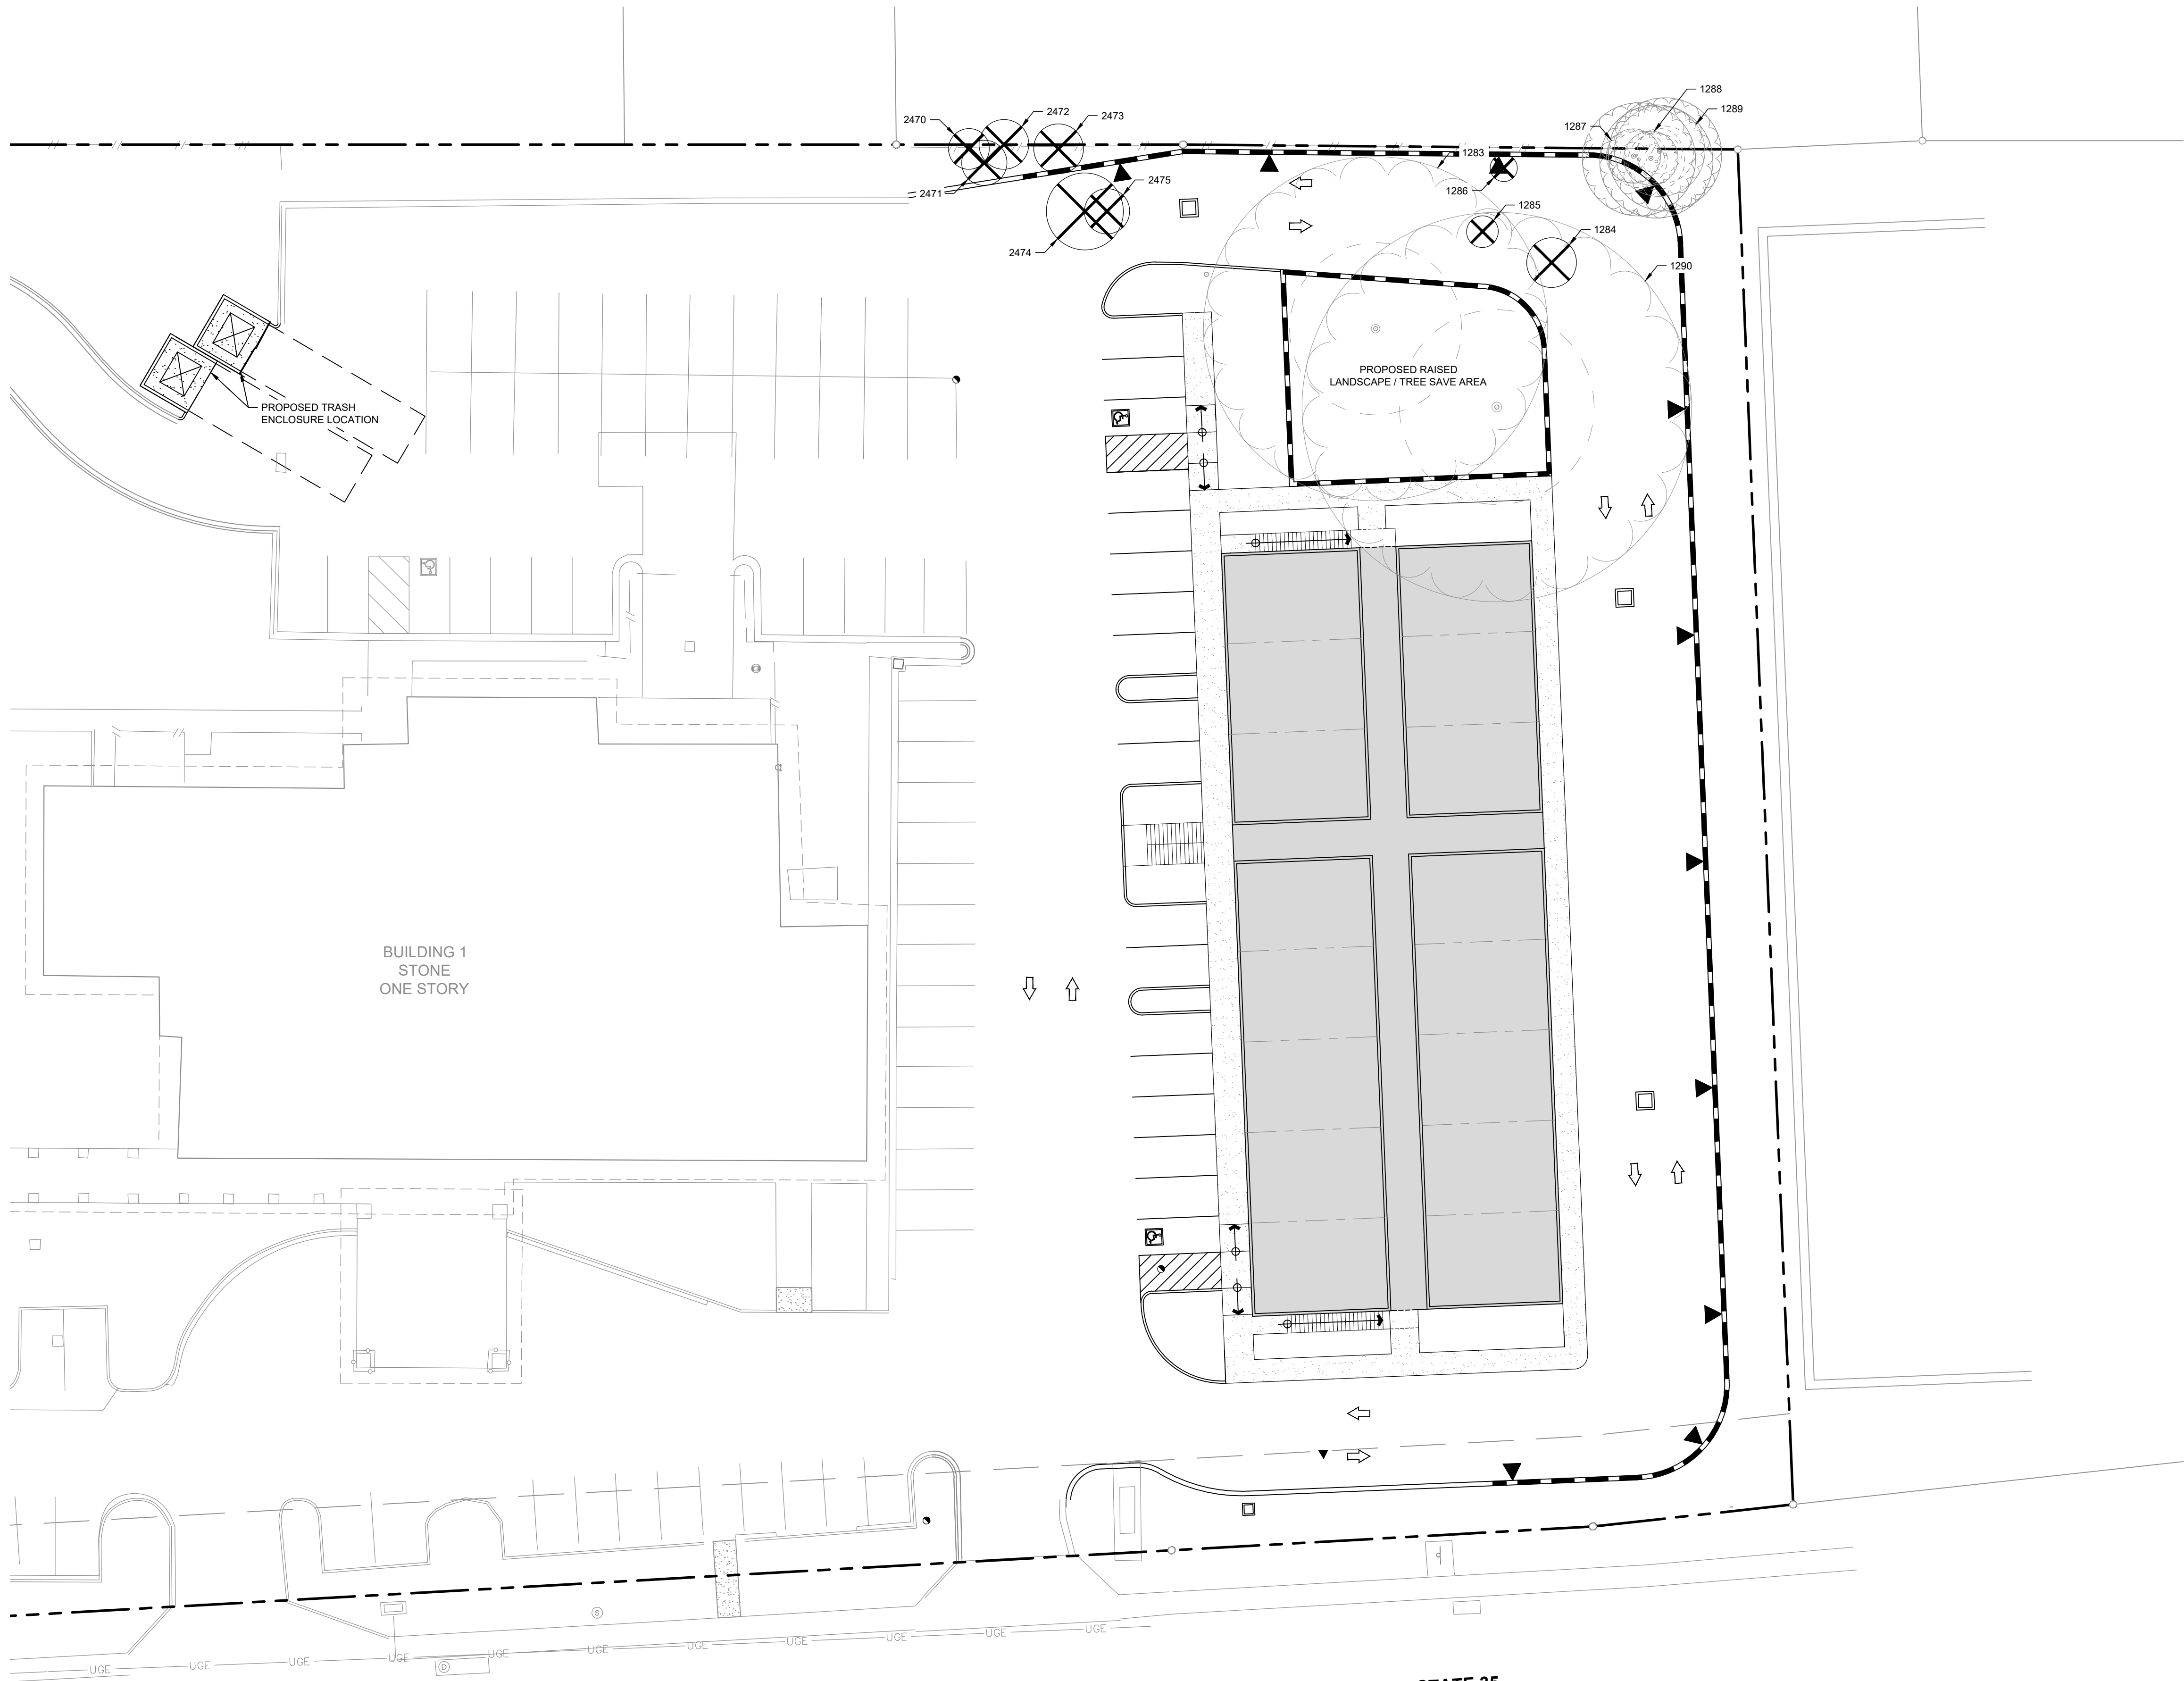 1288
1289
2472
2473
2470
1287
1283
2475
1286
2471
1285
1284
2474
1290
PROPOSED RAISED
LANDSCAPE / TREE SAVE AREA
PROPOSED TRASH
ENCLOSURE LOCATION
BUILDING 1
STONE
ONE STORY
S
D
UGE UGE UGE UGE UGE UGE UGE UGE UGE UGE UGE